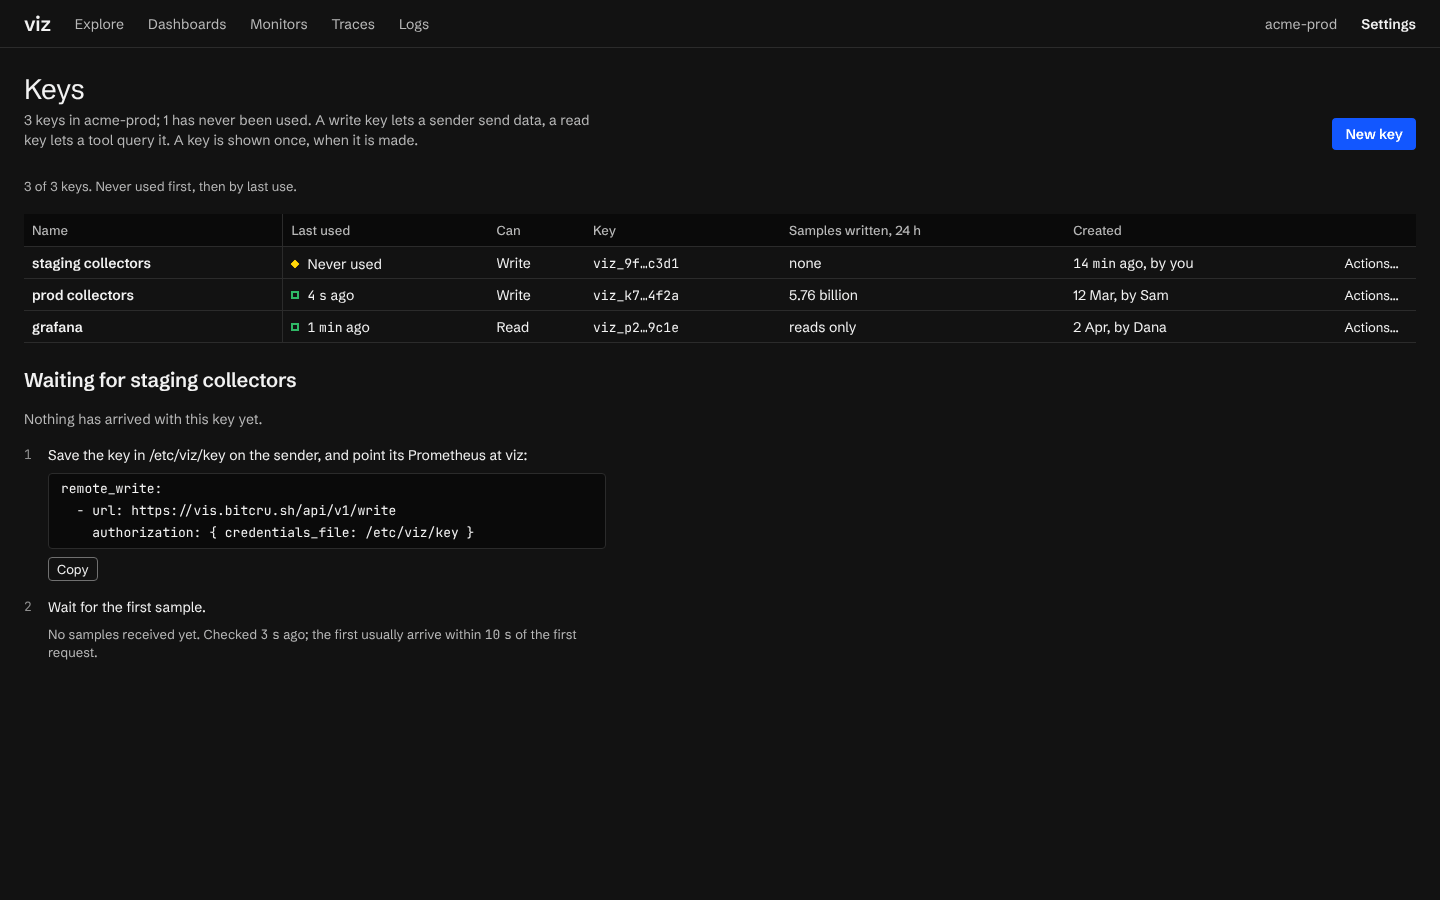 viz Explore Dashboards Monitors Traces Logs acme-prod Settings
Keys
3 keys in acme-prod; 1 has never been used. A write key lets a sender send data, a read
key lets a tool query it. A key is shown once, when it is made.
New key
3 of 3 keys. Never used first, then by last use.
Name Last used Can Key Samples written, 24 h Created
staging collectors Never used Write viz_9f…c3d1 none 14 min ago, by you Actions…
prod collectors 4 s ago Write viz_k7…4f2a 5.76 billion 12 Mar, by Sam Actions…
grafana 1 min ago Read viz_p2…9c1e reads only 2 Apr, by Dana Actions…
Waiting for staging collectors
Nothing has arrived with this key yet.
1 Save the key in /etc/viz/key on the sender, and point its Prometheus at viz:
remote_write:
  - url: https://vis.bitcru.sh/api/v1/write
    authorization: { credentials_file: /etc/viz/key }
Copy
2 Wait for the first sample.
No samples received yet. Checked 3 s ago; the first usually arrive within 10 s of the first
request.